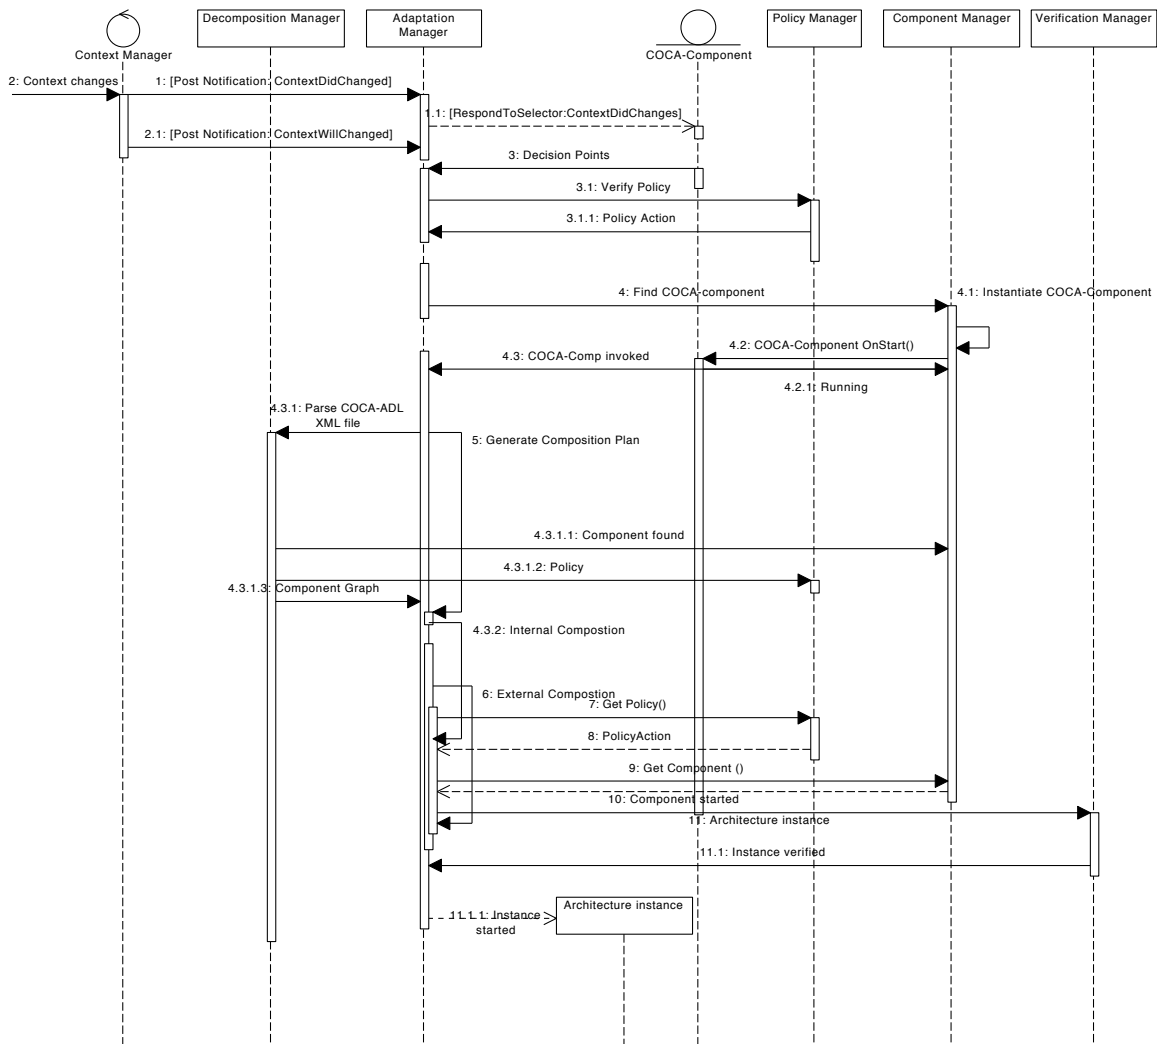 Decomposition Manager
Adaptation
Manager
Policy Manager
Component Manager
Verification Manager
Context Manager
COCA-Component
2: Context changes
1: [Post Notification: ContextDidChanged]
1.1: [RespondToSelector:ContextDidChanges]
2.1: [Post Notification: ContextWillChanged]
3: Decision Points
3.1: Verify Policy
3.1.1: Policy Action
4: Find COCA-component
4.1: Instantiate COCA-Component
4.2: COCA-Component OnStart()
4.3: COCA-Comp invoked
4.2.1: Running
4.3.1: Parse COCA-ADL
XML file
5: Generate Composition Plan
4.3.1.1: Component found
4.3.1.2: Policy
4.3.1.3: Component Graph
4.3.2: Internal Compostion
6: External Compostion
7: Get Policy()
8: PolicyAction
9: Get Component ()
10: Component started
11: Architecture instance
11.1: Instance verified
Architecture instance
11.1.1: Instance
started